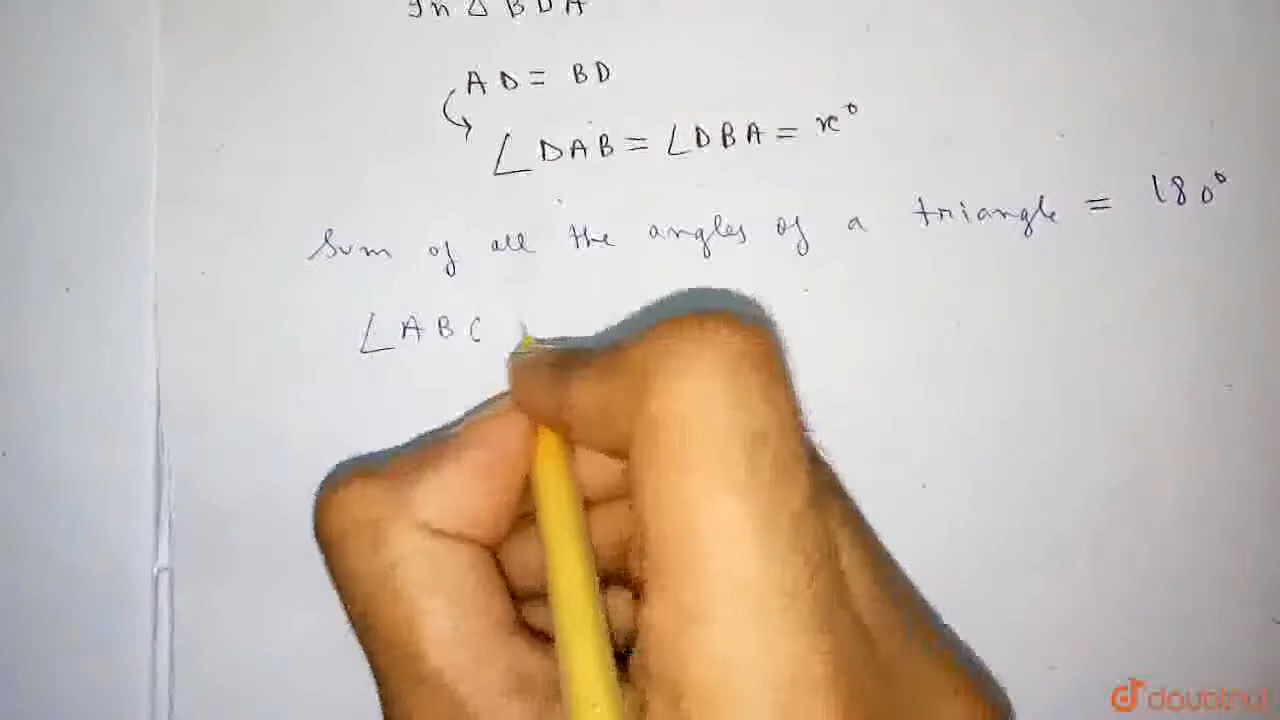 In △ BDA
AD = BD
∠DAB = ∠DBA = x°
Sum of all the angles of a triangle = 180°
∠ABC
doubtnut